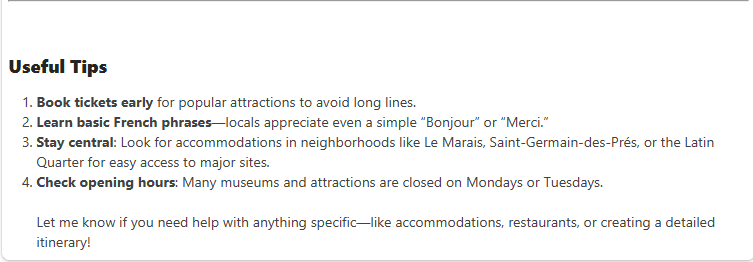 Useful Tips
1. Book tickets early for popular attractions to avoid long lines.
2. Learn basic French phrases—locals appreciate even a simple “Bonjour” or “Merci.”
3. Stay central: Look for accommodations in neighborhoods like Le Marais, Saint-Germain-des-Prés, or the Latin
Quarter for easy access to major sites.
4. Check opening hours: Many museums and attractions are closed on Mondays or Tuesdays.
Let me know if you need help with anything specific—like accommodations, restaurants, or creating a detailed
itinerary!